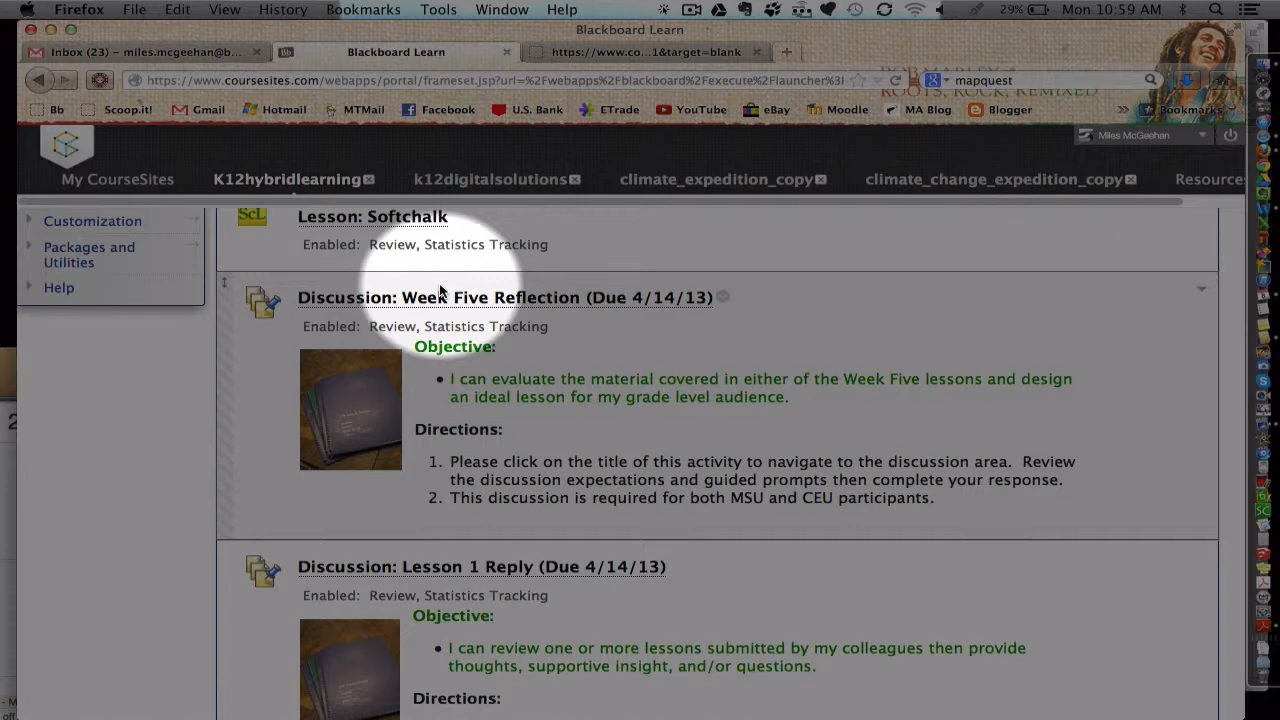 Firefox File Edit View History Bookmarks Tools Window Help 29% Mon 10:59 AM
Blackboard Learn
Inbox (23) – miles.mcgeehan@b... Blackboard Learn https://www.co...1&target=blank
https://www.coursesites.com/webapps/portal/frameset.jsp?url=%2Fwebapps%2Fblackboard%2Fexecute%2Flauncher%3I mapquest
ROOTS, ROCK, REMIXED
Bb Scoop.it! Gmail Hotmail MTMail Facebook U.S. Bank ETrade YouTube eBay Moodle MA Blog Blogger » Bookmarks
Miles McGeehan
My CourseSites K12hybridlearning k12digitalsolutions climate_expedition_copy climate_change_expedition_copy Resources
Customization
Packages and
Utilities
Help
ScL Lesson: Softchalk
Enabled: Review, Statistics Tracking
Discussion: Week Five Reflection (Due 4/14/13)
Enabled: Review, Statistics Tracking
Objective:
• I can evaluate the material covered in either of the Week Five lessons and design
an ideal lesson for my grade level audience.
Directions:
1. Please click on the title of this activity to navigate to the discussion area. Review
the discussion expectations and guided prompts then complete your response.
2. This discussion is required for both MSU and CEU participants.
Discussion: Lesson 1 Reply (Due 4/14/13)
Enabled: Review, Statistics Tracking
Objective:
• I can review one or more lessons submitted by my colleagues then provide
thoughts, supportive insight, and/or questions.
Directions: